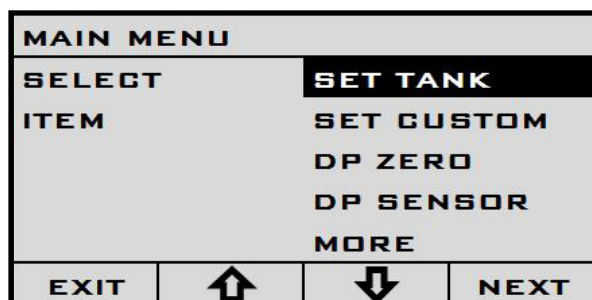 MAIN MENU
SELECT SET TANK
ITEM SET CUSTOM
DP ZERO
DP SENSOR
MORE
EXIT NEXT